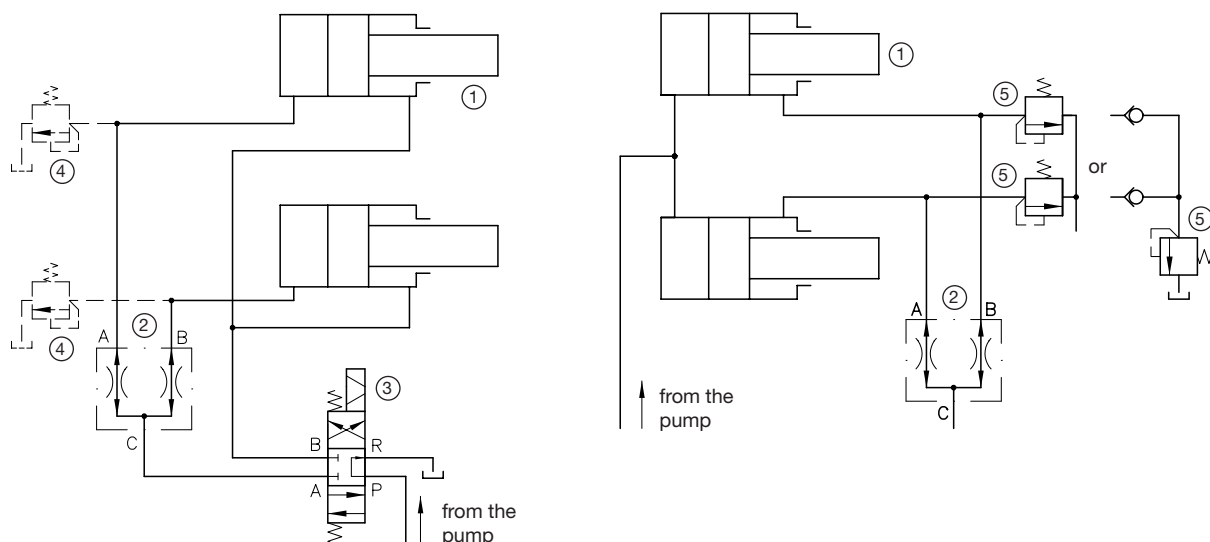 ①
④
④
②
A
B
C
③
B
R
A
P
from the
pump
①
⑤
⑤
or
⑤
②
A
B
C
from the
pump